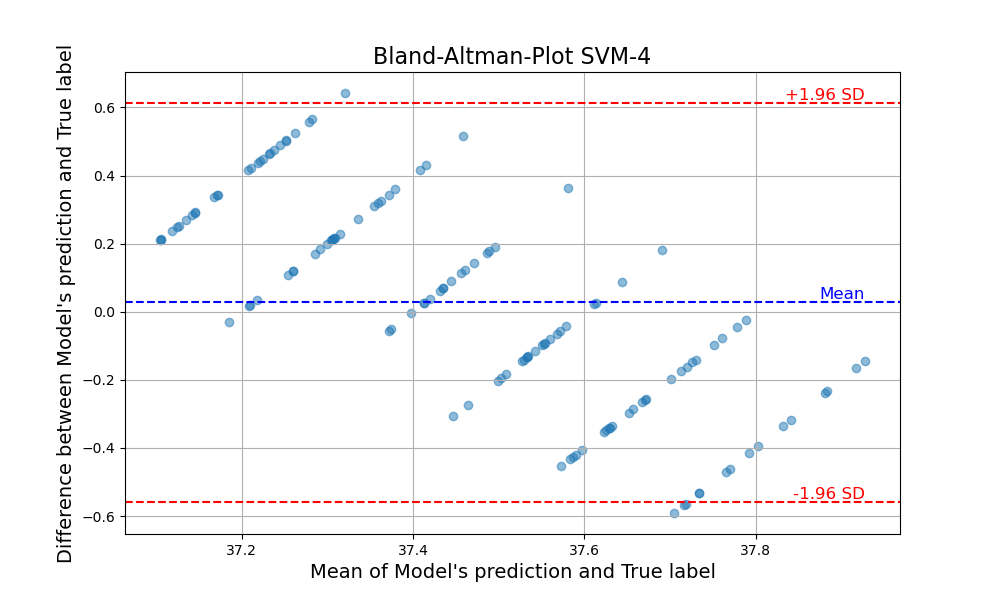 Bland-Altman-Plot SVM-4
Difference between Model's prediction and True label
0.6
0.4
0.2
0.0
−0.2
−0.4
−0.6
+1.96 SD
Mean
-1.96 SD
37.2
37.4
37.6
37.8
Mean of Model's prediction and True label